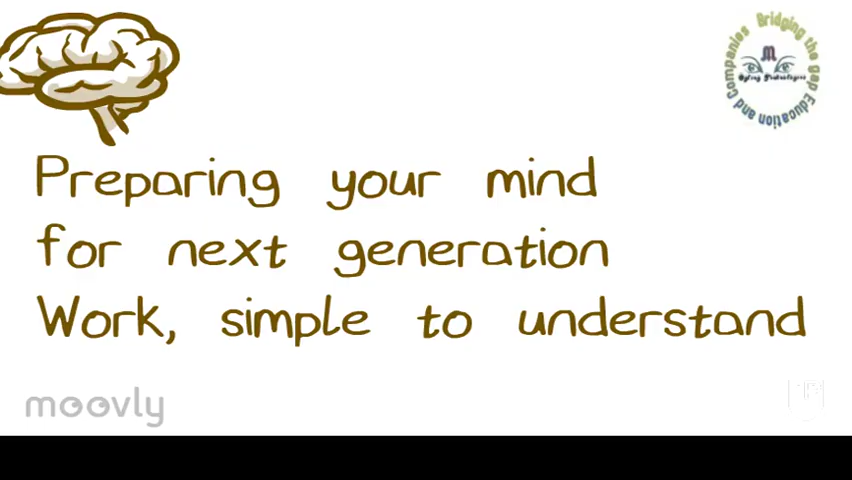 Bridging the gap Education and Companies
M
Preparing your mind
for next generation
Work, simple to understand
moovly